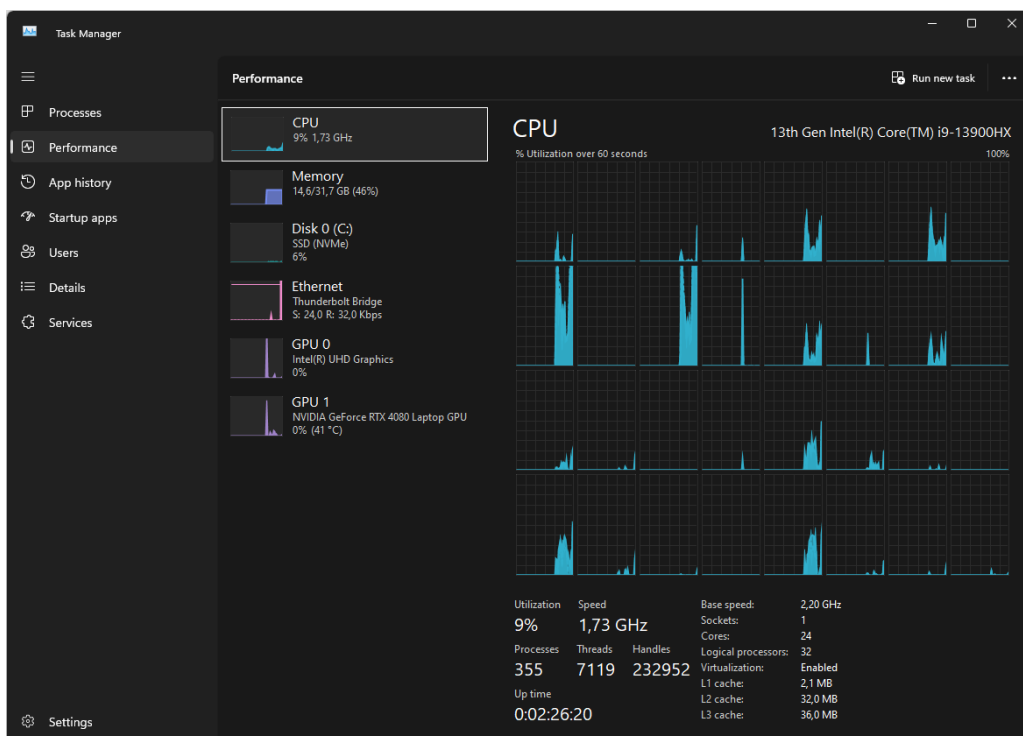 Task Manager
Performance
Run new task
Processes
Performance
App history
Startup apps
Users
Details
Services
Settings
CPU
9% 1,73 GHz
Memory
14,6/31,7 GB (46%)
Disk 0 (C:)
SSD (NVMe)
6%
Ethernet
Thunderbolt Bridge
S: 24,0 R: 32,0 Kbps
GPU 0
Intel(R) UHD Graphics
0%
GPU 1
NVIDIA GeForce RTX 4080 Laptop GPU
0% (41 °C)
CPU
13th Gen Intel(R) Core(TM) i9-13900HX
% Utilization over 60 seconds
100%
Utilization Speed
9% 1,73 GHz
Processes Threads Handles
355 7119 232952
Up time
0:02:26:20
Base speed: 2,20 GHz
Sockets: 1
Cores: 24
Logical processors: 32
Virtualization: Enabled
L1 cache: 2,1 MB
L2 cache: 32,0 MB
L3 cache: 36,0 MB